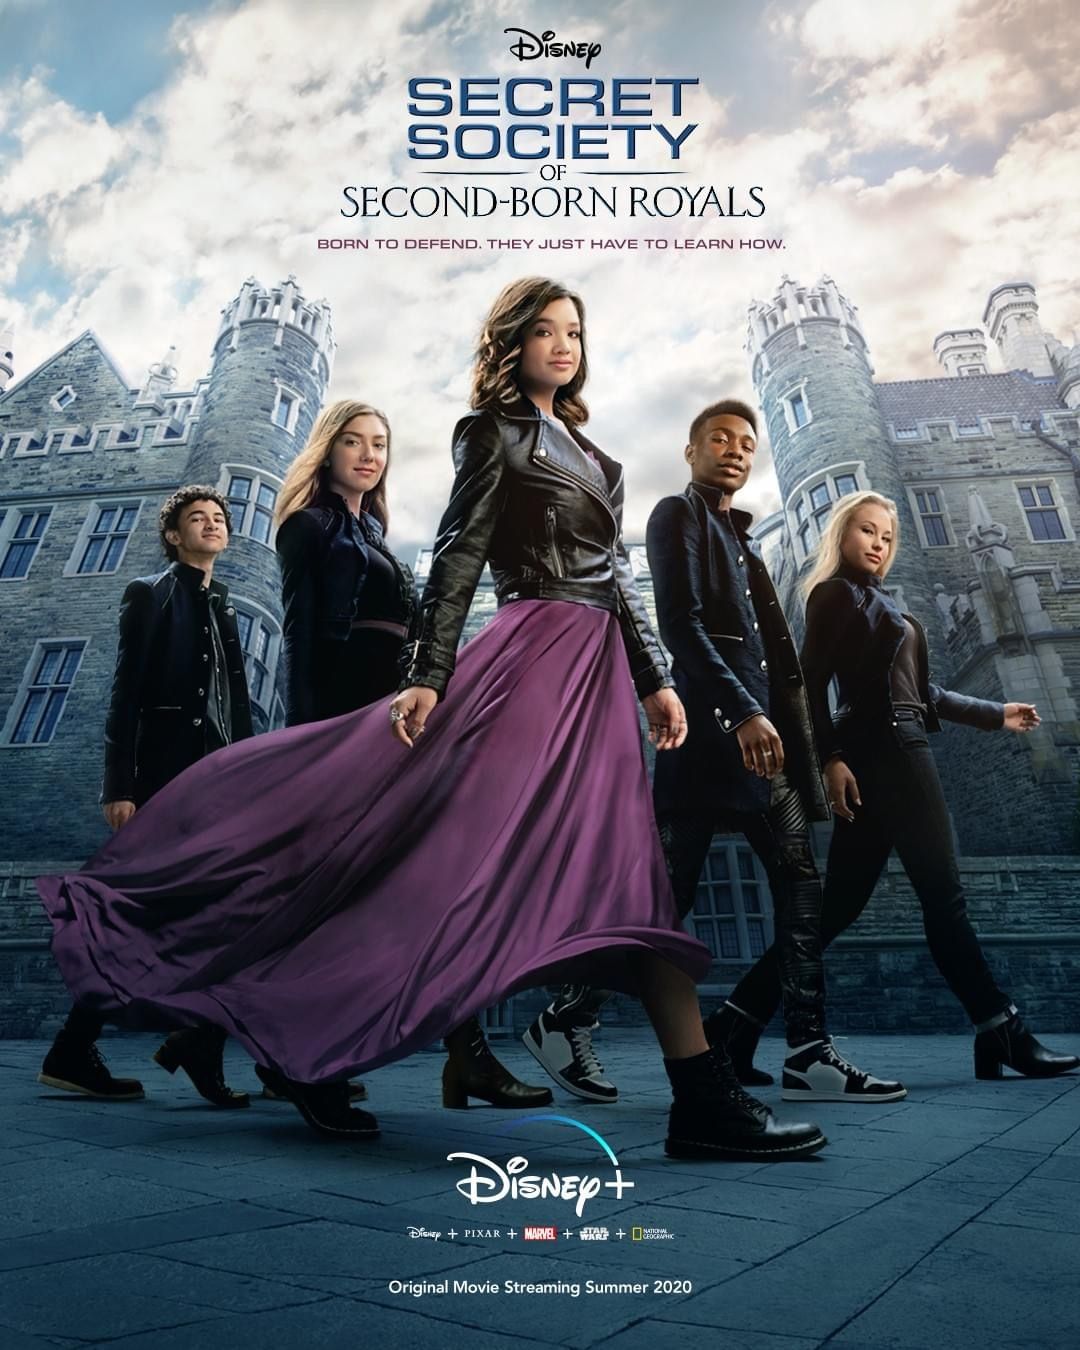 Disney
SECRET
SOCIETY
OF
SECOND-BORN ROYALS
BORN TO DEFEND. THEY JUST HAVE TO LEARN HOW.
Disney+
Disney + PIXAR + MARVEL + STAR WARS + NATIONAL GEOGRAPHIC
Original Movie Streaming Summer 2020